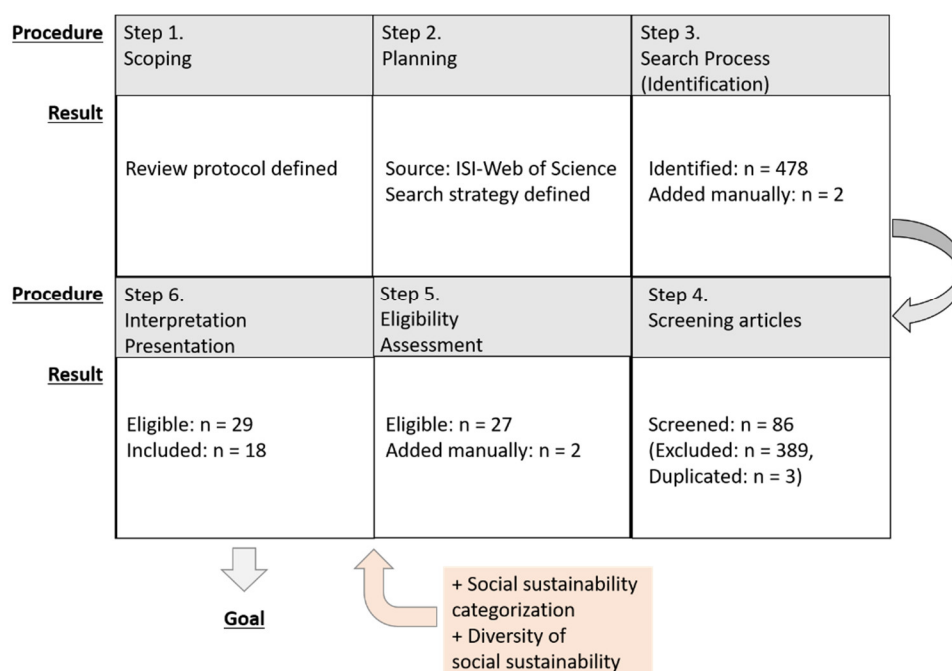 Procedure
Step 1.
Scoping
Step 2.
Planning
Step 3.
Search Process
(Identification)
Result
Review protocol defined
Source: ISI-Web of Science
Search strategy defined
Identified: n = 478
Added manually: n = 2
Procedure
Step 6.
Interpretation
Presentation
Step 5.
Eligibility
Assessment
Step 4.
Screening articles
Result
Eligible: n = 29
Included: n = 18
Eligible: n = 27
Added manually: n = 2
Screened: n = 86
(Excluded: n = 389,
Duplicated: n = 3)
Goal
+ Social sustainability
categorization
+ Diversity of
social sustainability